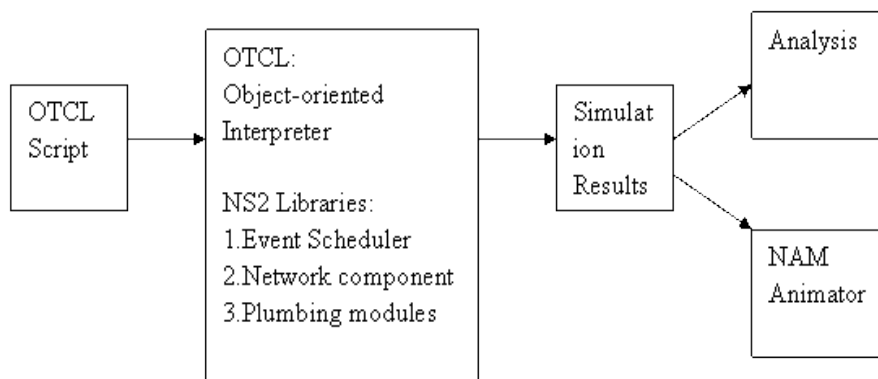 OTCL
Script
OTCL:
Object-oriented
Interpreter
NS2 Libraries:
1.Event Scheduler
2.Network component
3.Plumbing modules
Simulat
ion
Results
Analysis
NAM
Animator